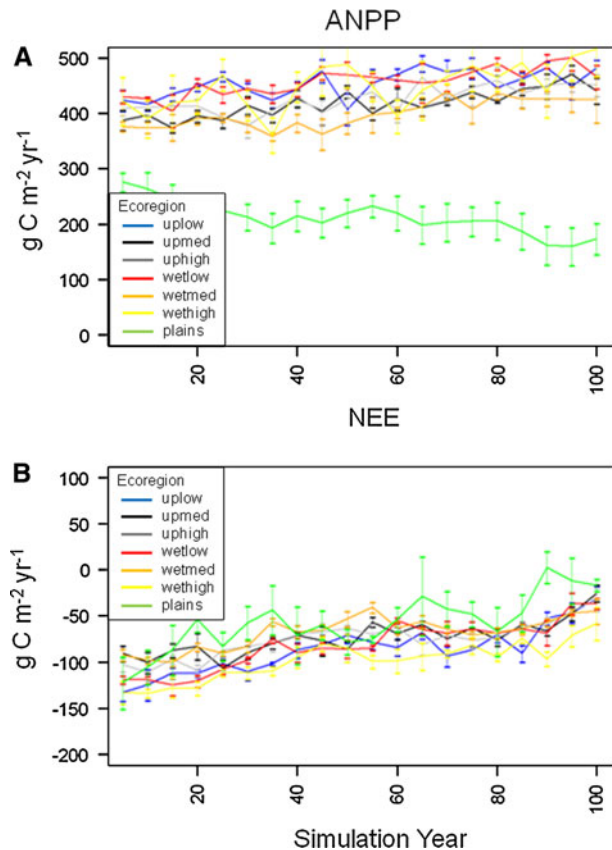 ANPP
A
500
400
300
200
100
0
g C m-2 yr-1
Ecoregion
uplow
upmed
uphigh
wetlow
wetmed
wethigh
plains
20
40
60
80
100
NEE
B
100
50
0
-50
-100
-150
-200
g C m-2 yr-1
Ecoregion
uplow
upmed
uphigh
wetlow
wetmed
wethigh
plains
20
40
60
80
100
Simulation Year